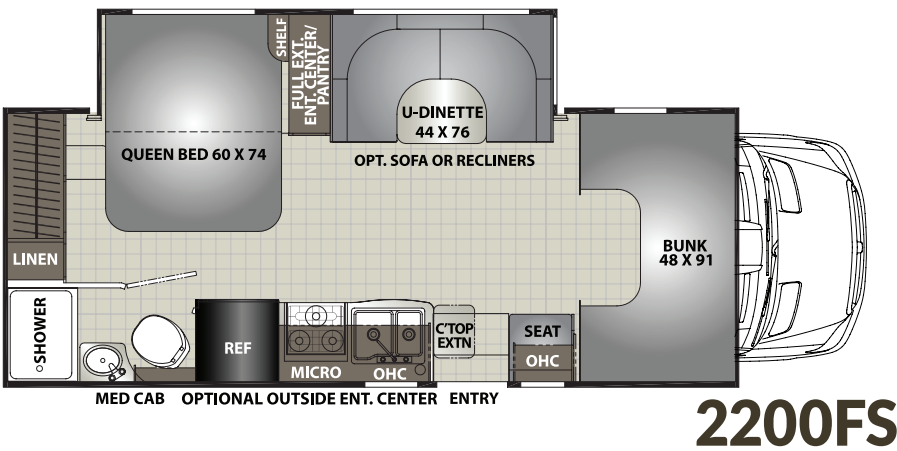 SHELF
FULL EXT.
ENT. CENTER/
PANTRY
U-DINETTE
44 X 76
QUEEN BED 60 X 74
OPT. SOFA OR RECLINERS
BUNK
48 X 91
LINEN
SHOWER
REF
C'TOP
EXTN
SEAT
OHC
MICRO
OHC
MED CAB
OPTIONAL OUTSIDE ENT. CENTER
ENTRY
2200FS